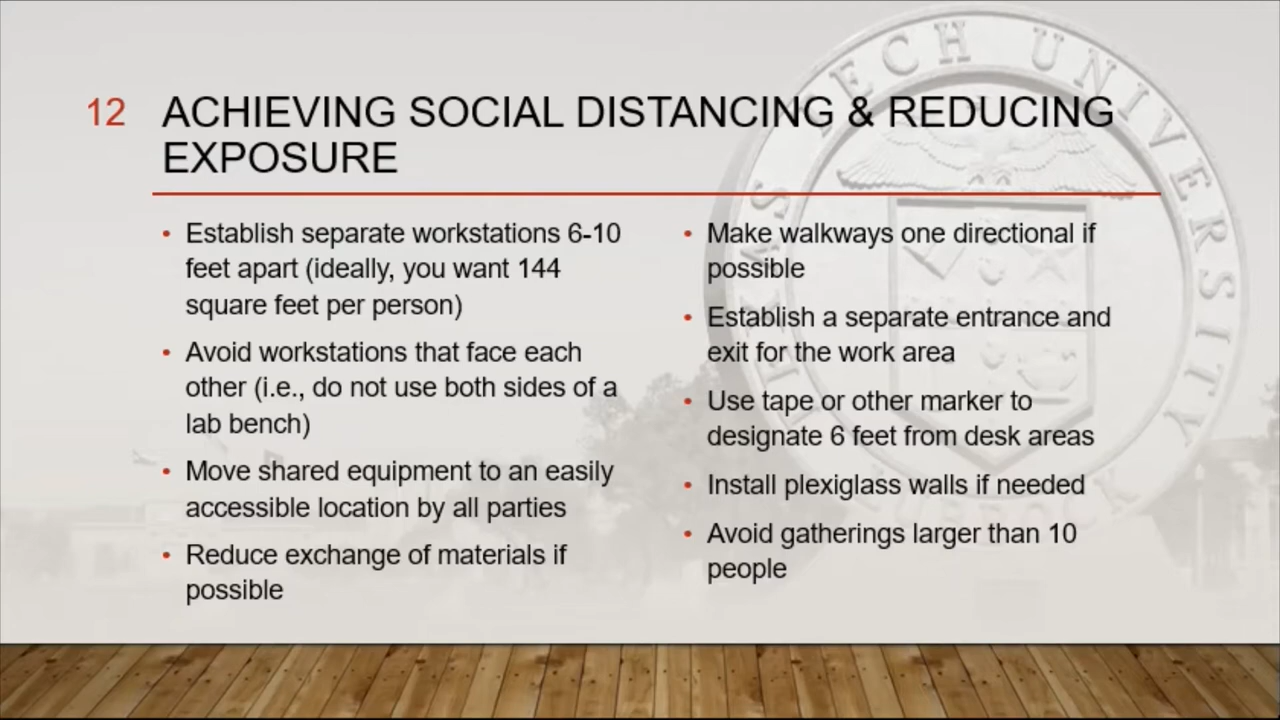 12
ACHIEVING SOCIAL DISTANCING & REDUCING
EXPOSURE
• Establish separate workstations 6-10
feet apart (ideally, you want 144
square feet per person)
• Avoid workstations that face each
other (i.e., do not use both sides of a
lab bench)
• Move shared equipment to an easily
accessible location by all parties
• Reduce exchange of materials if
possible
• Make walkways one directional if
possible
• Establish a separate entrance and
exit for the work area
• Use tape or other marker to
designate 6 feet from desk areas
• Install plexiglass walls if needed
• Avoid gatherings larger than 10
people
TEXAS TECH UNIVERSITY